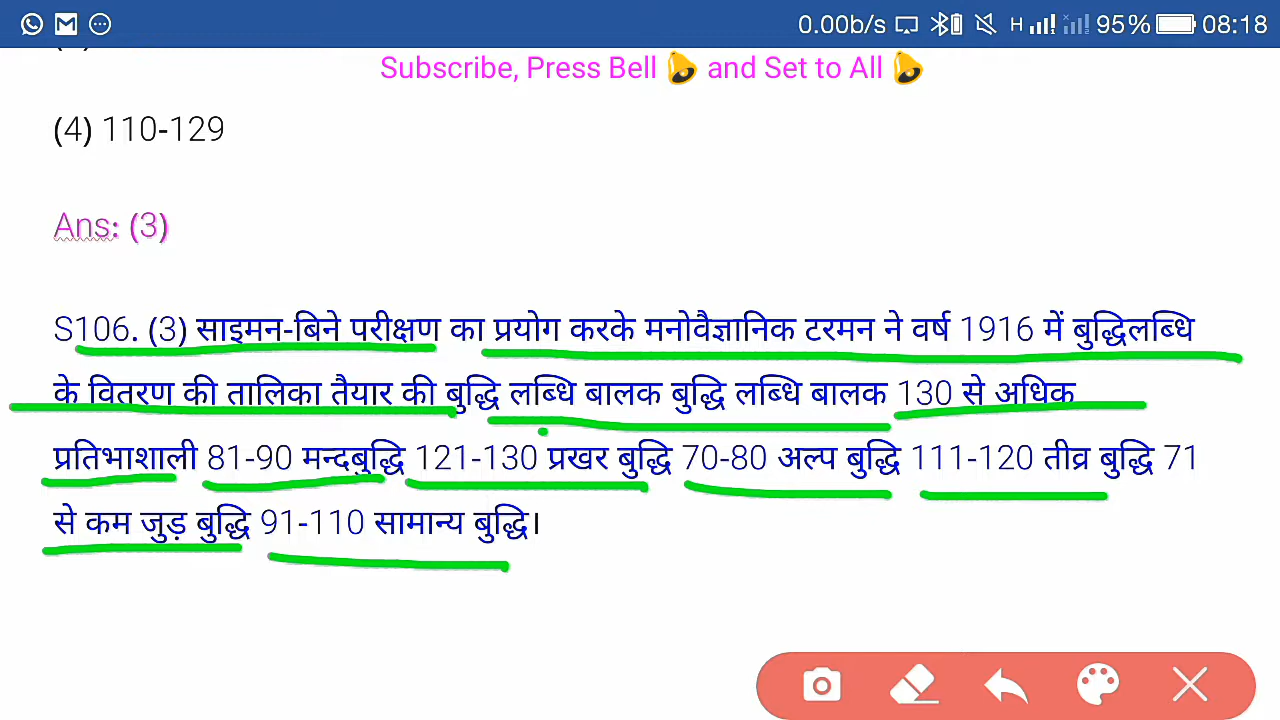 0.00b/s H 95% 08:18
Subscribe, Press Bell 🔔 and Set to All 🔔
(4) 110-129
Ans: (3)
S106. (3) साइमन-बिने परीक्षण का प्रयोग करके मनोवैज्ञानिक टरमन ने वर्ष 1916 में बुद्धिलब्धि
के वितरण की तालिका तैयार की बुद्धि लब्धि बालक बुद्धि लब्धि बालक 130 से अधिक
प्रतिभाशाली 81-90 मन्दबुद्धि 121-130 प्रखर बुद्धि 70-80 अल्प बुद्धि 111-120 तीव्र बुद्धि 71
से कम जुड़ बुद्धि 91-110 सामान्य बुद्धि।